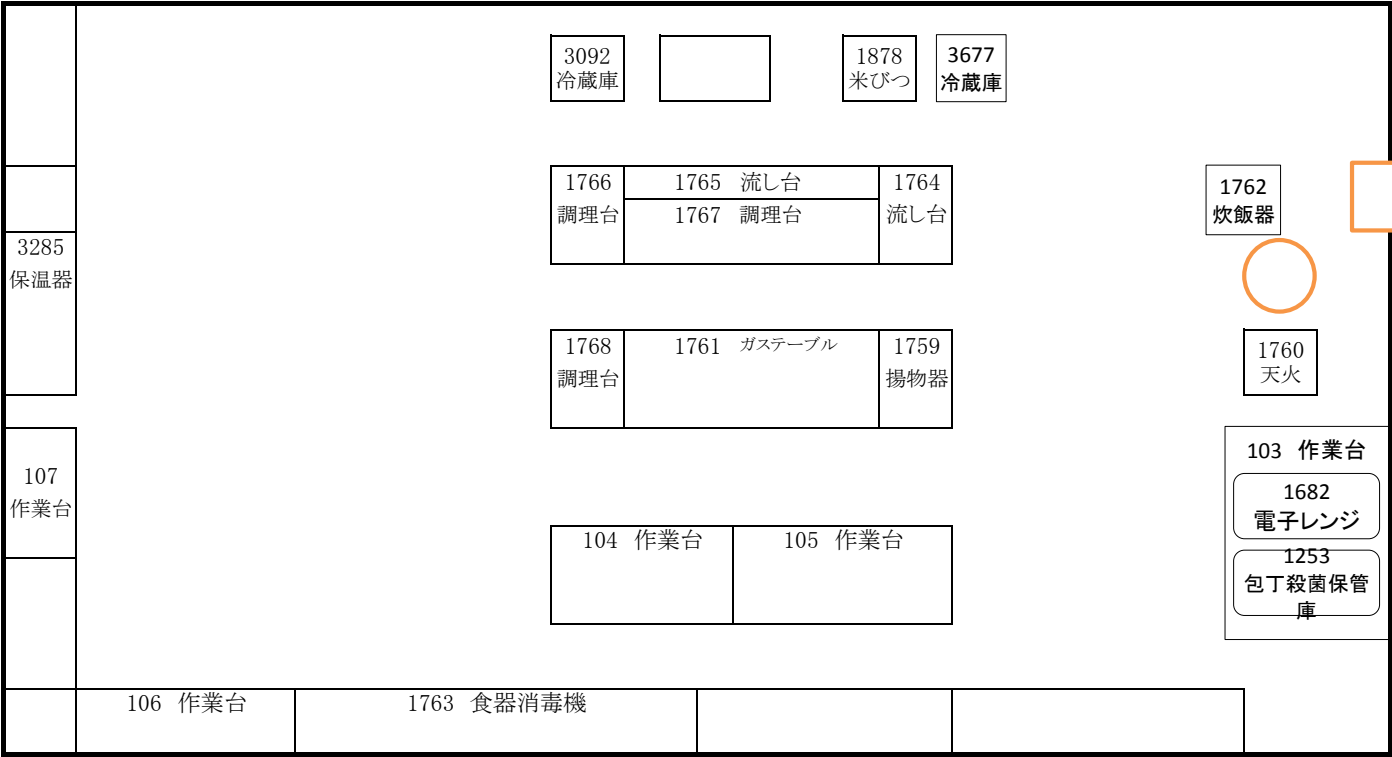 3092
冷蔵庫
1878
米びつ
3677
冷蔵庫
1766
調理台
1765 流し台
1767 調理台
1764
流し台
1762
炊飯器
3285
保温器
1768
調理台
1761 ガステーブル
1759
揚物器
1760
天火
107
作業台
103 作業台
1682
電子レンジ
1253
包丁殺菌保管
庫
104 作業台
105 作業台
106 作業台
1763 食器消毒機